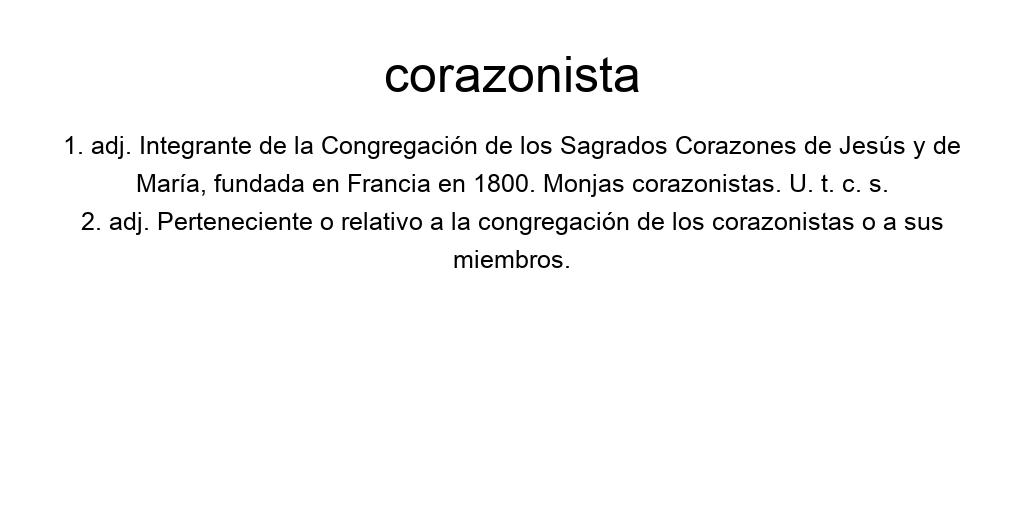 corazonista
1. adj. Integrante de la Congregación de los Sagrados Corazones de Jesús y de
María, fundada en Francia en 1800. Monjas corazonistas. U. t. c. s.
2. adj. Perteneciente o relativo a la congregación de los corazonistas o a sus
miembros.